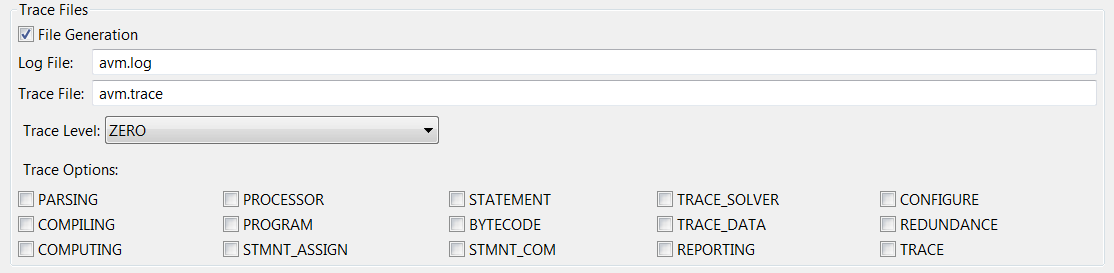 Trace Files
File Generation
Log File: avm.log
Trace File: avm.trace
Trace Level: ZERO
Trace Options:
PARSING PROCESSOR STATEMENT TRACE_SOLVER CONFIGURE
COMPILING PROGRAM BYTECODE TRACE_DATA REDUNDANCE
COMPUTING STMNT_ASSIGN STMNT_COM REPORTING TRACE